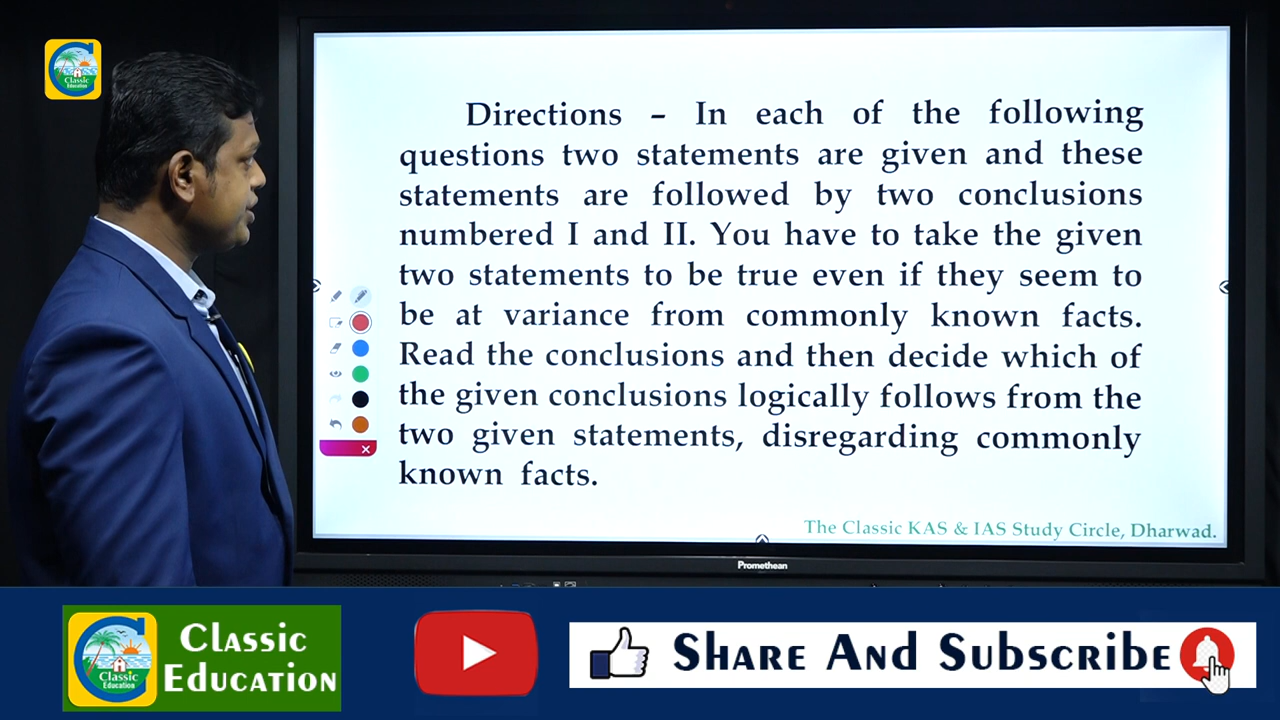 Classic
Education
Directions – In each of the following
questions two statements are given and these
statements are followed by two conclusions
numbered I and II. You have to take the given
two statements to be true even if they seem to
be at variance from commonly known facts.
Read the conclusions and then decide which of
the given conclusions logically follows from the
two given statements, disregarding commonly
known facts.
The Classic KAS & IAS Study Circle, Dharwad.
Promethean
Classic
Education
Classic
Education
Share And Subscribe